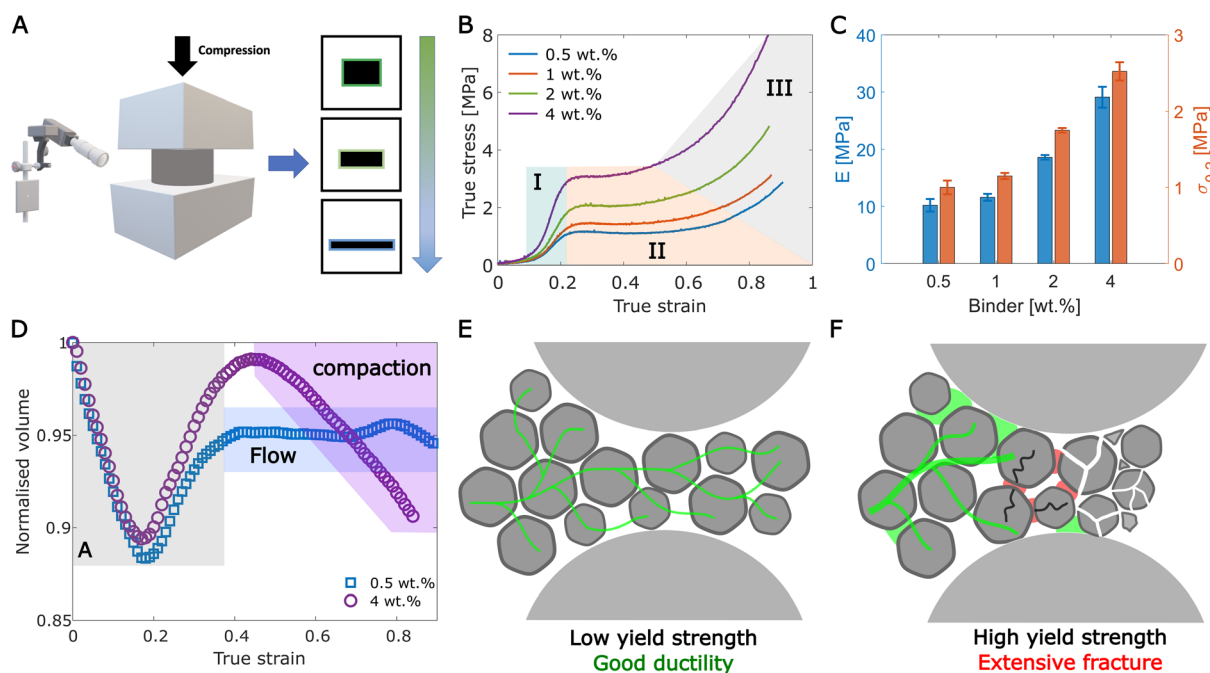 A
Compression
B
True stress [MPa]
8
6
4
2
0
0.5 wt.%
1 wt.%
2 wt.%
4 wt.%
I
II
III
0
0.2
0.4
0.6
0.8
1
True strain
C
E [MPa]
40
30
20
10
0
3
2
1
0
σ0.2 [MPa]
0.5
1
2
4
Binder [wt.%]
D
Normalised volume
1
0.95
0.9
0.85
compaction
Flow
A
0.5 wt.%
4 wt.%
0
0.2
0.4
0.6
0.8
True strain
E
Low yield strength
Good ductility
F
High yield strength
Extensive fracture